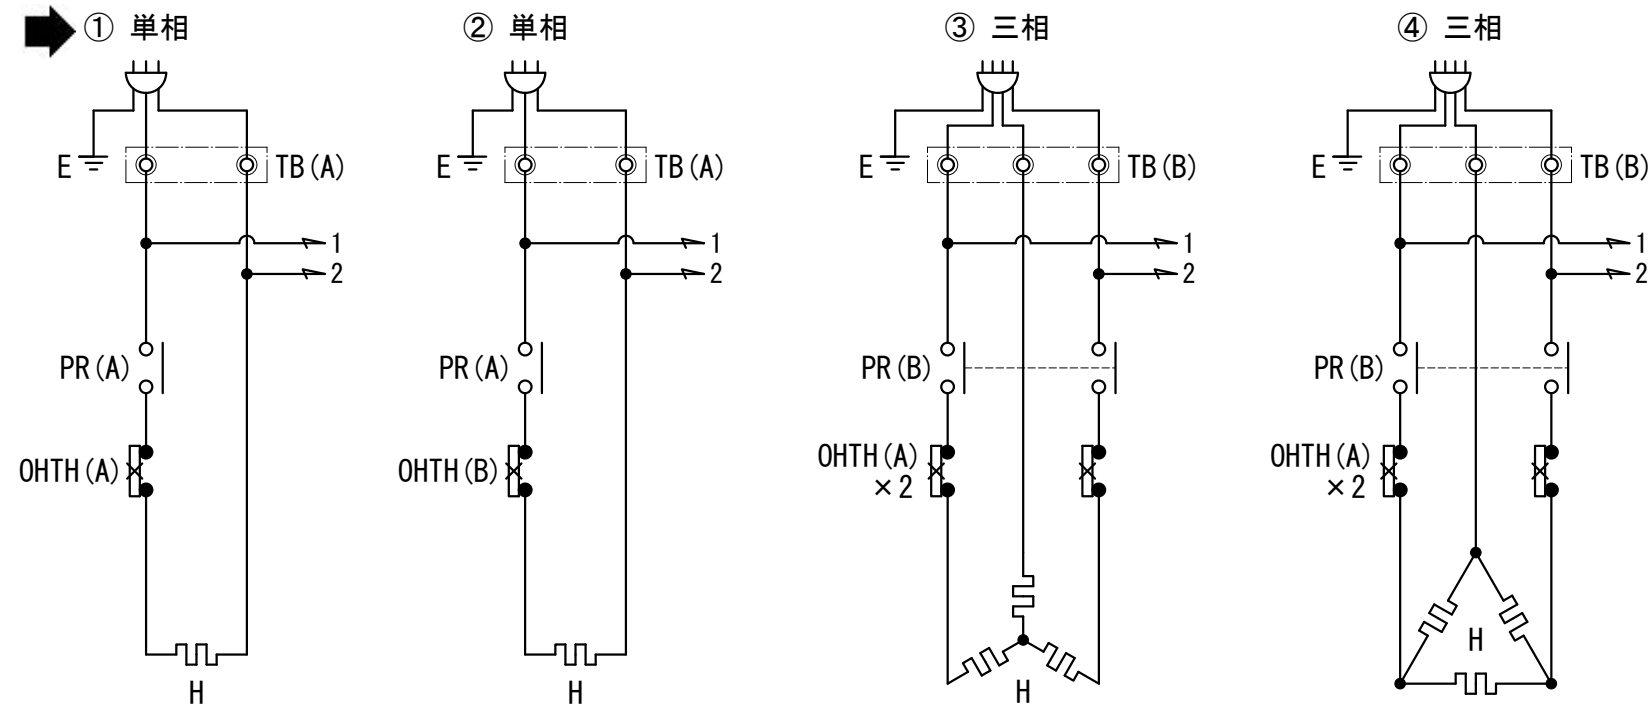 ① 単相
② 単相
③ 三相
④ 三相
E
TB(A)
E
TB(A)
E
TB(B)
E
TB(B)
1
1
1
1
2
2
2
2
PR(A)
PR(A)
PR(B)
PR(B)
OHTH(A)
OHTH(B)
OHTH(A)
×2
OHTH(A)
×2
H
H
H
H